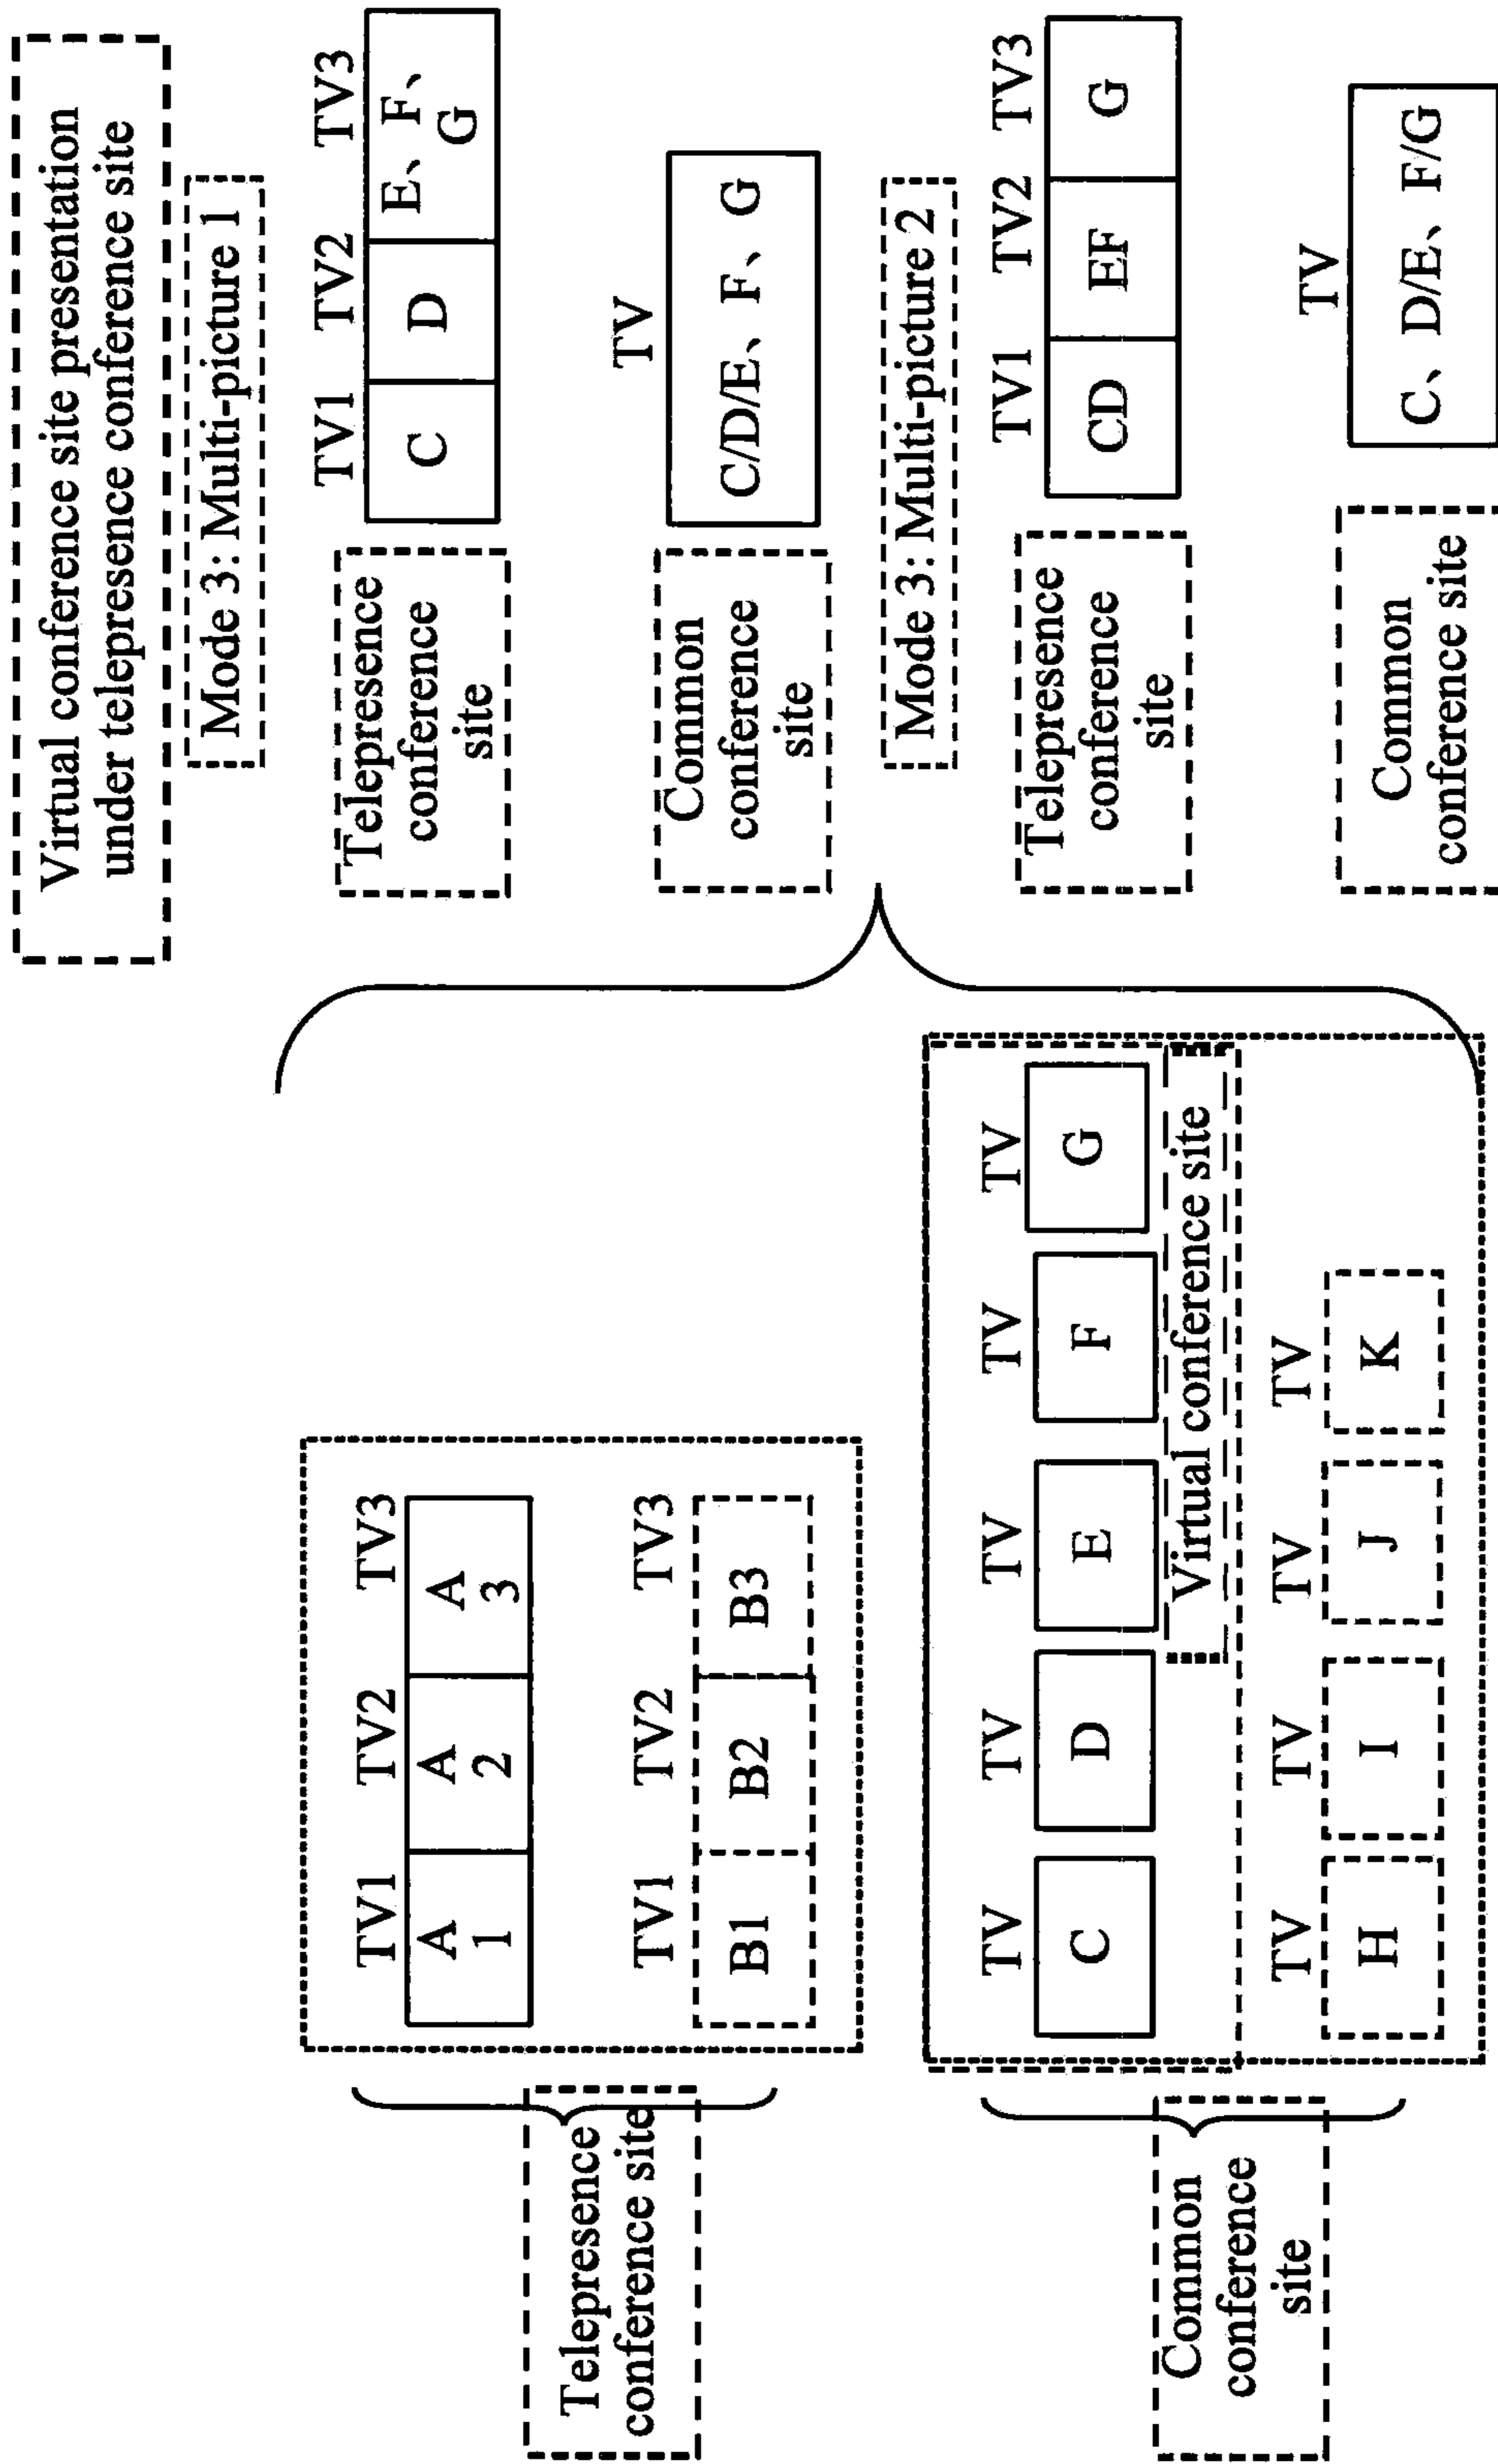 Virtual conference site presentation
under telepresence conference site
Mode 3: Multi-picture 1
Telepresence
conference
site
TV1 TV2 TV3
C D E、F、
G
Common
conference
site
TV
C/D/E、F、G
Mode 3: Multi-picture 2
Telepresence
conference
site
TV1 TV2 TV3
CD EF G
Common
conference site
TV
C、D/E、F/G
Telepresence
conference site
TV1 TV2 TV3
A A A
1 2 3
TV1 TV2 TV3
B1 B2 B3
Common
conference
site
TV TV TV TV TV
C D E F G
Virtual conference site
TV TV TV TV
H I J K